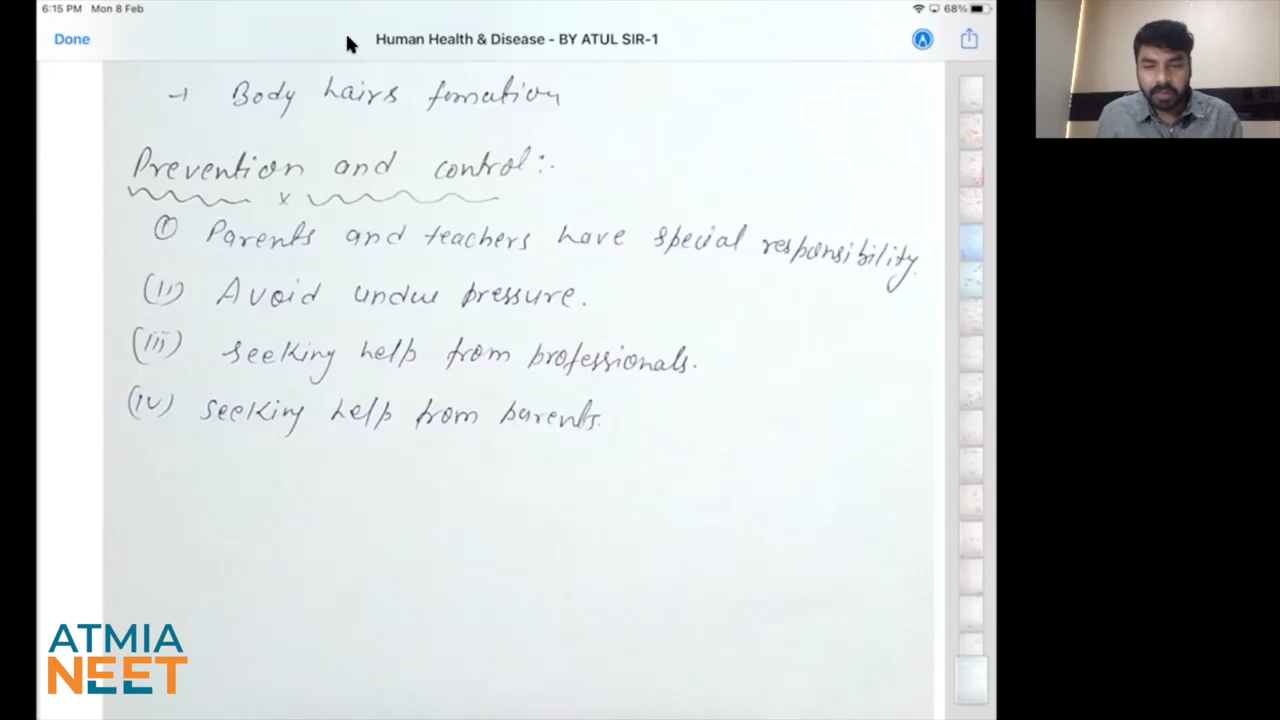 6:15 PM Mon 8 Feb
68%
Done
Human Health & Disease - BY ATUL SIR-1
→ Body hairs formation
Prevention and control:-
(i) Parents and teachers have special responsibility.
(ii) Avoid undue pressure.
(iii) seeking help from professionals.
(iv) seeking help from parents.
ATMIA
NEET